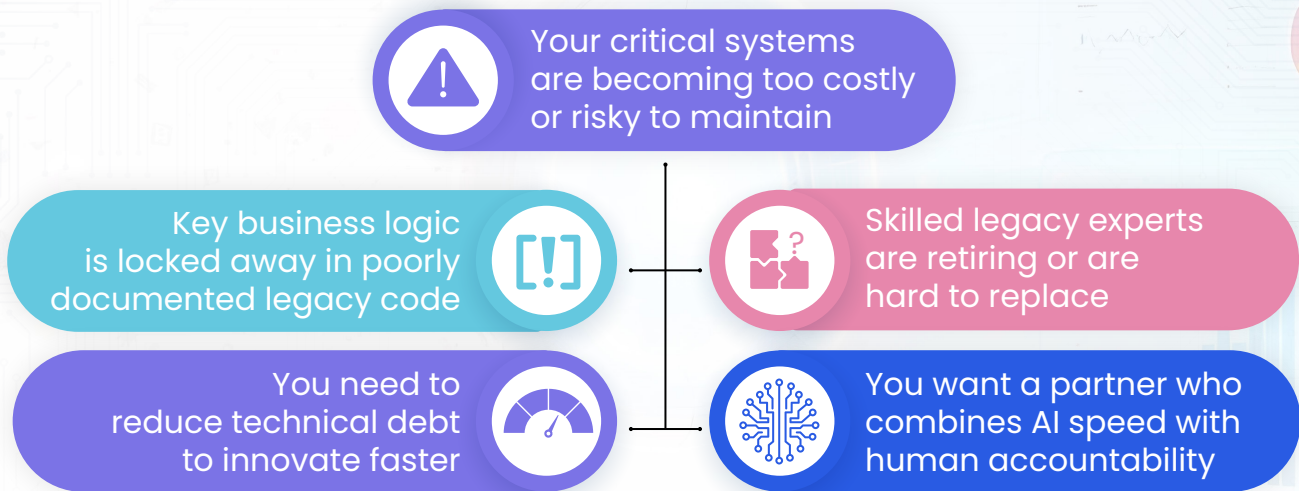 Your critical systems
are becoming too costly
or risky to maintain
Key business logic
is locked away in poorly
documented legacy code
Skilled legacy experts
are retiring or are
hard to replace
You need to
reduce technical debt
to innovate faster
You want a partner who
combines AI speed with
human accountability